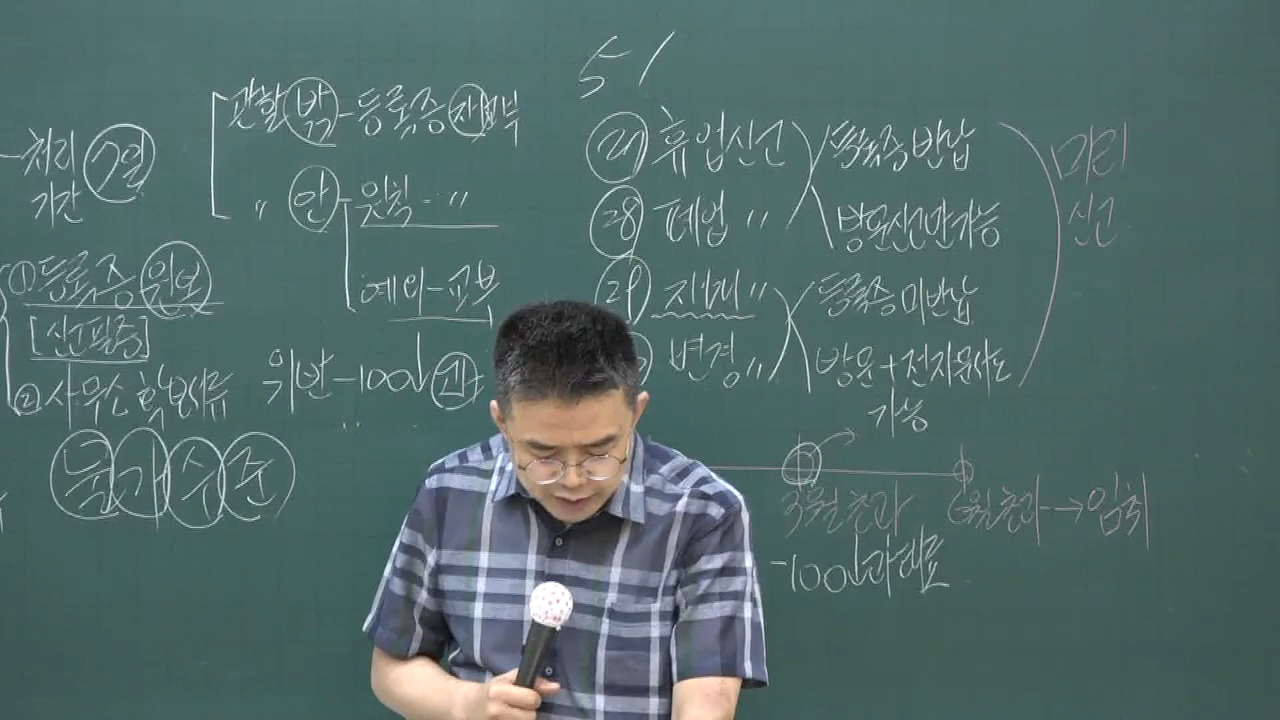 처리 7일
기간
① 등록증 원본
[신고필증]
② 사무소 확보서류
관할 밖 - 등록증 재교부
〃 안 - 원칙 - 〃
예외 - 교부
위반 - 100↓ 과
51
27 휴업신고
28 폐업 〃
29 재개 〃
변경 〃
등록증 반납
방문신고만 가능
등록증 미반납
방문 + 전자문서도
가능
미리
신고
3월 초과
6월 초과 → 임취
- 100↓ 과태료